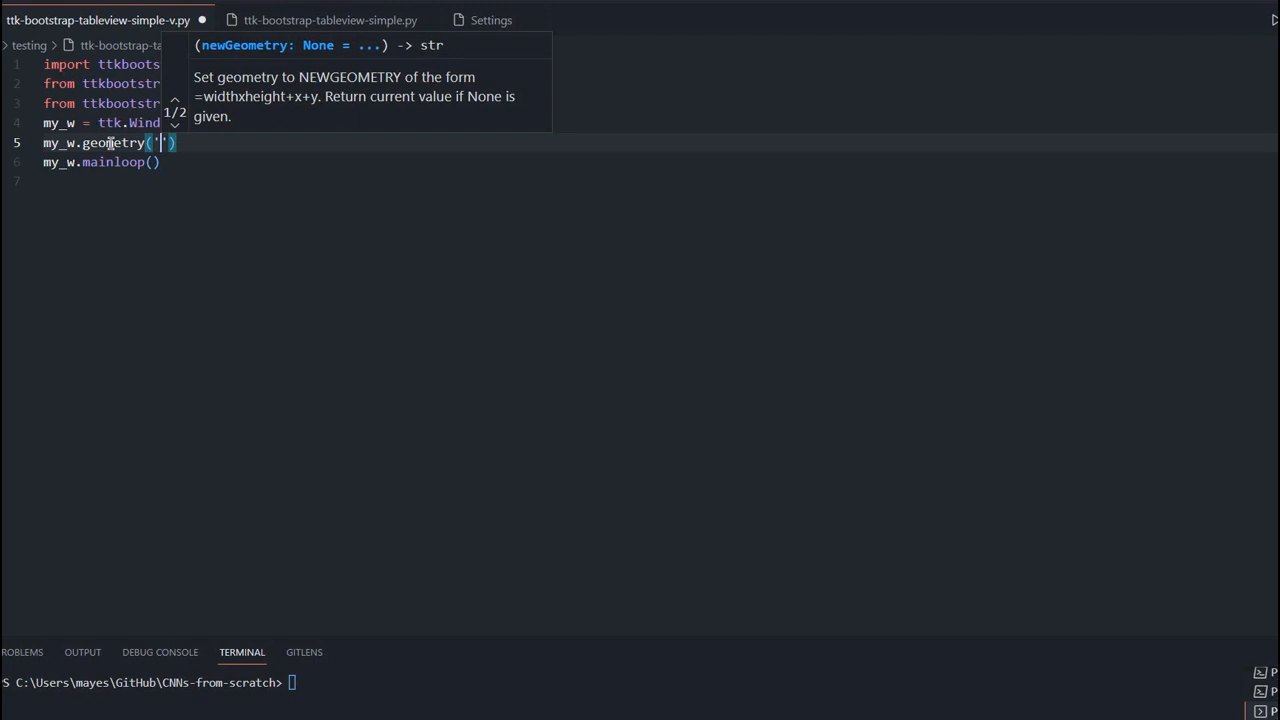 ttk-bootstrap-tableview-simple-v.py
ttk-bootstrap-tableview-simple.py
Settings
testing > ttk-bootstrap-ta
(newGeometry: None = ...) -> str
Set geometry to NEWGEOMETRY of the form
=widthxheight+x+y. Return current value if None is
given.
1/2
1 import ttkboots
2 from ttkbootstr
3 from ttkbootstr
4 my_w = ttk.Wind
5 my_w.geometry('')
6 my_w.mainloop()
7
ROBLEMS OUTPUT DEBUG CONSOLE TERMINAL GITLENS
PS C:\Users\mayes\GitHub\CNNs-from-scratch>
P
P
P